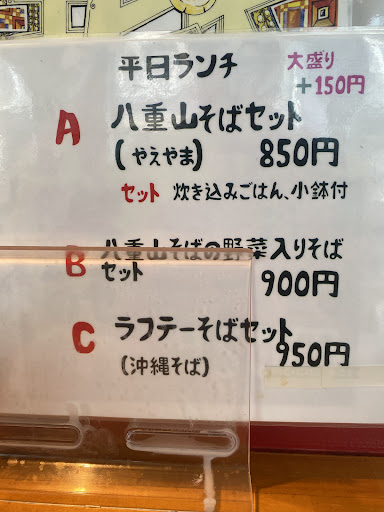 平日ランチ
大盛り
+150円
A 八重山そばセット
(やえやま) 850円
セット 炊き込みごはん、小鉢付
B 八重山そばの野菜入りそば
セット 900円
C ラフテーそばセット
950円
(沖縄そば)